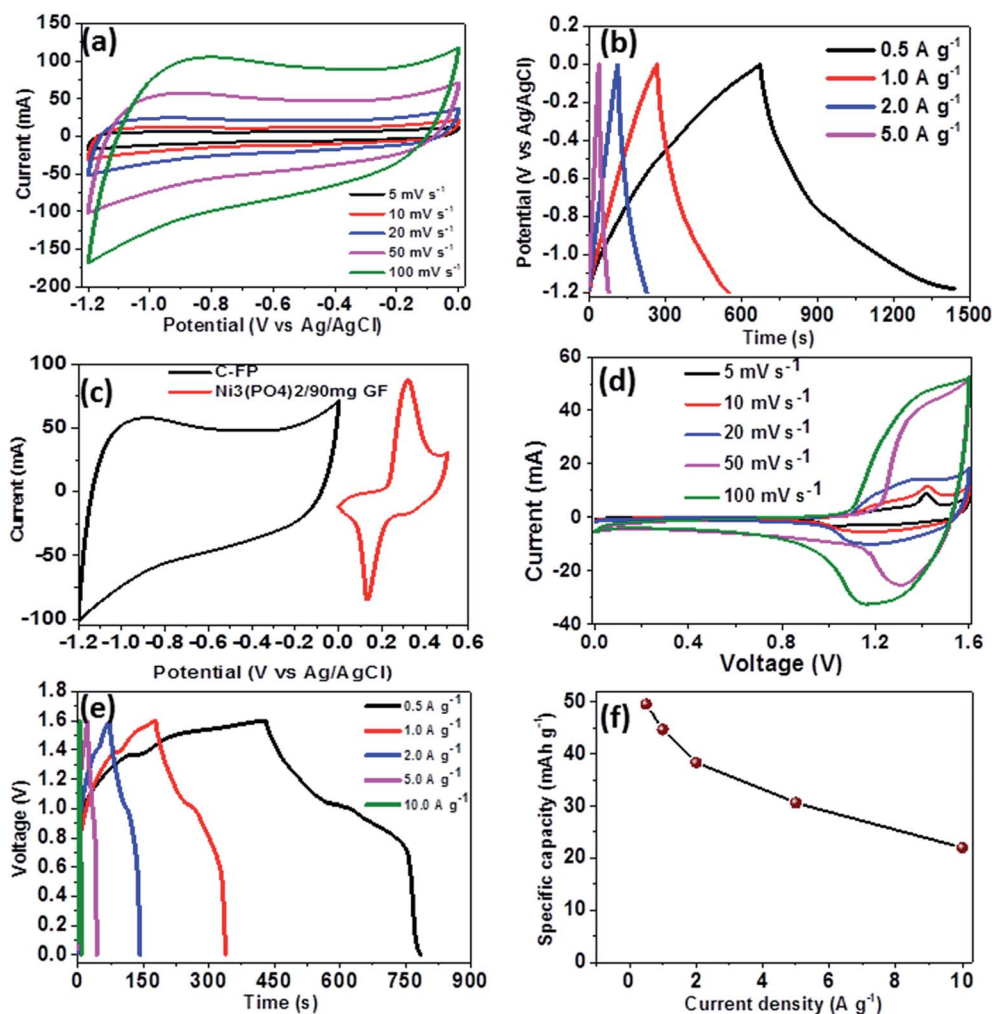 (a)
Current (mA)
150
100
50
0
-50
-100
-150
-200
5 mV s⁻¹
10 mV s⁻¹
20 mV s⁻¹
50 mV s⁻¹
100 mV s⁻¹
-1.2 -1.0 -0.8 -0.6 -0.4 -0.2 0.0
Potential (V vs Ag/AgCl)
(b)
Potential (V vs Ag/AgCl)
0.2
0.0
-0.2
-0.4
-0.6
-0.8
-1.0
-1.2
0.5 A g⁻¹
1.0 A g⁻¹
2.0 A g⁻¹
5.0 A g⁻¹
0 300 600 900 1200 1500
Time (s)
(c)
Current (mA)
100
50
0
-50
-100
C-FP
Ni3(PO4)2/90mg GF
-1.2 -1.0 -0.8 -0.6 -0.4 -0.2 0.0 0.2 0.4 0.6
Potential (V vs Ag/AgCl)
(d)
Current (mA)
60
40
20
0
-20
-40
5 mV s⁻¹
10 mV s⁻¹
20 mV s⁻¹
50 mV s⁻¹
100 mV s⁻¹
0.0 0.4 0.8 1.2 1.6
Voltage (V)
(e)
Voltage (V)
1.8
1.6
1.4
1.2
1.0
0.8
0.6
0.4
0.2
0.0
0.5 A g⁻¹
1.0 A g⁻¹
2.0 A g⁻¹
5.0 A g⁻¹
10.0 A g⁻¹
0 150 300 450 600 750 900
Time (s)
(f)
Specific capacity (mAh g⁻¹)
50
40
30
20
10
0
0 2 4 6 8 10
Current density (A g⁻¹)